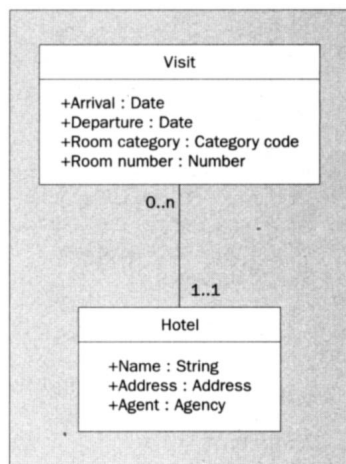 Visit
+Arrival : Date
+Departure : Date
+Room category : Category code
+Room number : Number
0..n
1..1
Hotel
+Name : String
+Address : Address
+Agent : Agency